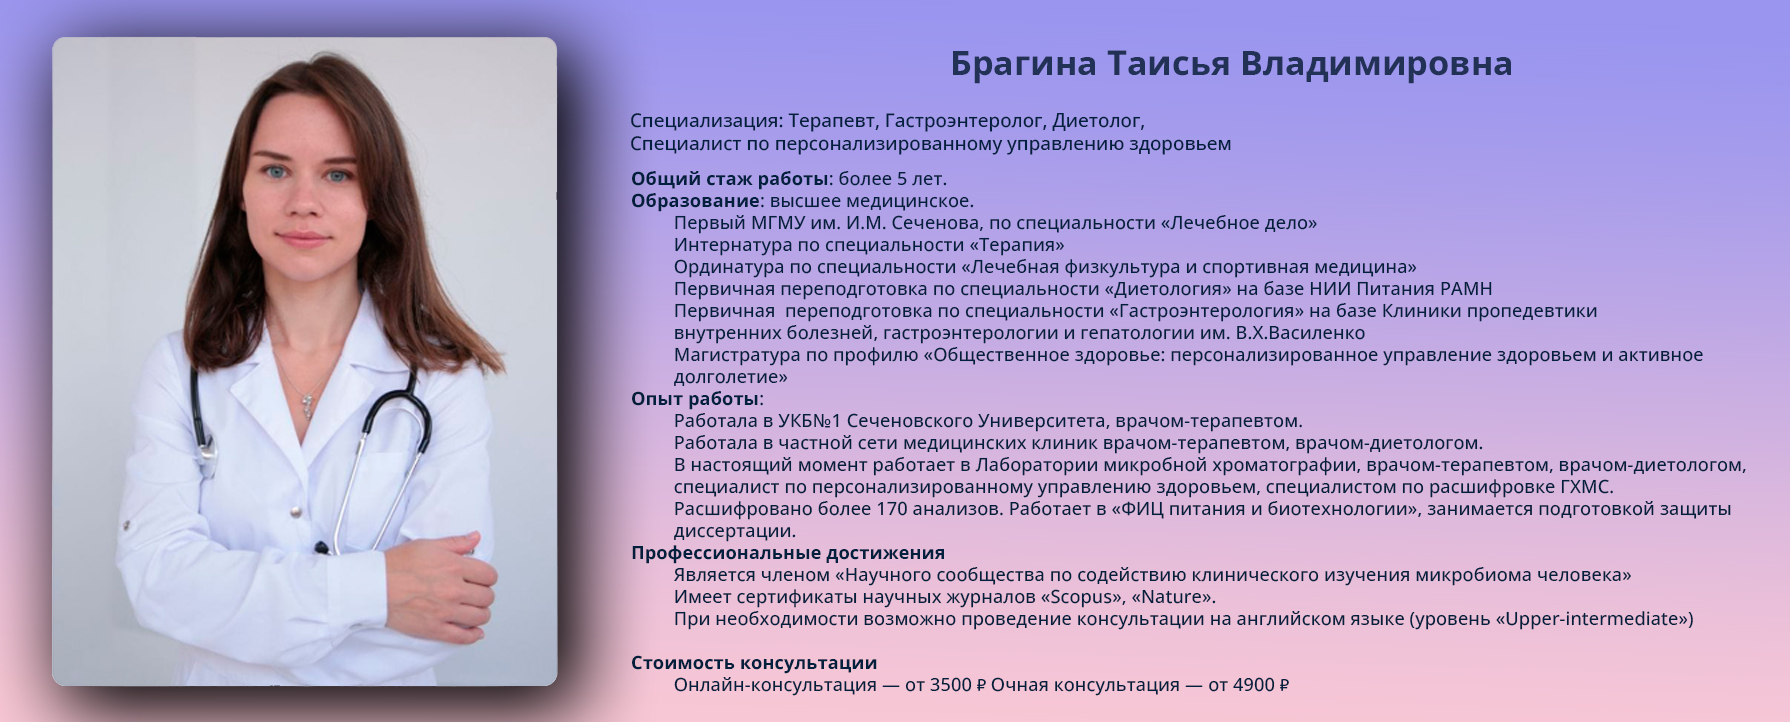 Брагина Таисья Владимировна
Специализация: Терапевт, Гастроэнтеролог, Диетолог,
Специалист по персонализированному управлению здоровьем
Общий стаж работы: более 5 лет.
Образование: высшее медицинское.
Первый МГМУ им. И.М. Сеченова, по специальности «Лечебное дело»
Интернатура по специальности «Терапия»
Ординатура по специальности «Лечебная физкультура и спортивная медицина»
Первичная переподготовка по специальности «Диетология» на базе НИИ Питания РАМН
Первичная  переподготовка по специальности «Гастроэнтерология» на базе Клиники пропедевтики
внутренних болезней, гастроэнтерологии и гепатологии им. В.Х.Василенко
Магистратура по профилю «Общественное здоровье: персонализированное управление здоровьем и активное
долголетие»
Опыт работы:
Работала в УКБ№1 Сеченовского Университета, врачом-терапевтом.
Работала в частной сети медицинских клиник врачом-терапевтом, врачом-диетологом.
В настоящий момент работает в Лаборатории микробной хроматографии, врачом-терапевтом, врачом-диетологом,
специалист по персонализированному управлению здоровьем, специалистом по расшифровке ГХМС.
Расшифровано более 170 анализов. Работает в «ФИЦ питания и биотехнологии», занимается подготовкой защиты
диссертации.
Профессиональные достижения
Является членом «Научного сообщества по содействию клинического изучения микробиома человека»
Имеет сертификаты научных журналов «Scopus», «Nature».
При необходимости возможно проведение консультации на английском языке (уровень «Upper-intermediate»)
Стоимость консультации
Онлайн-консультация — от 3500 ₽ Очная консультация — от 4900 ₽